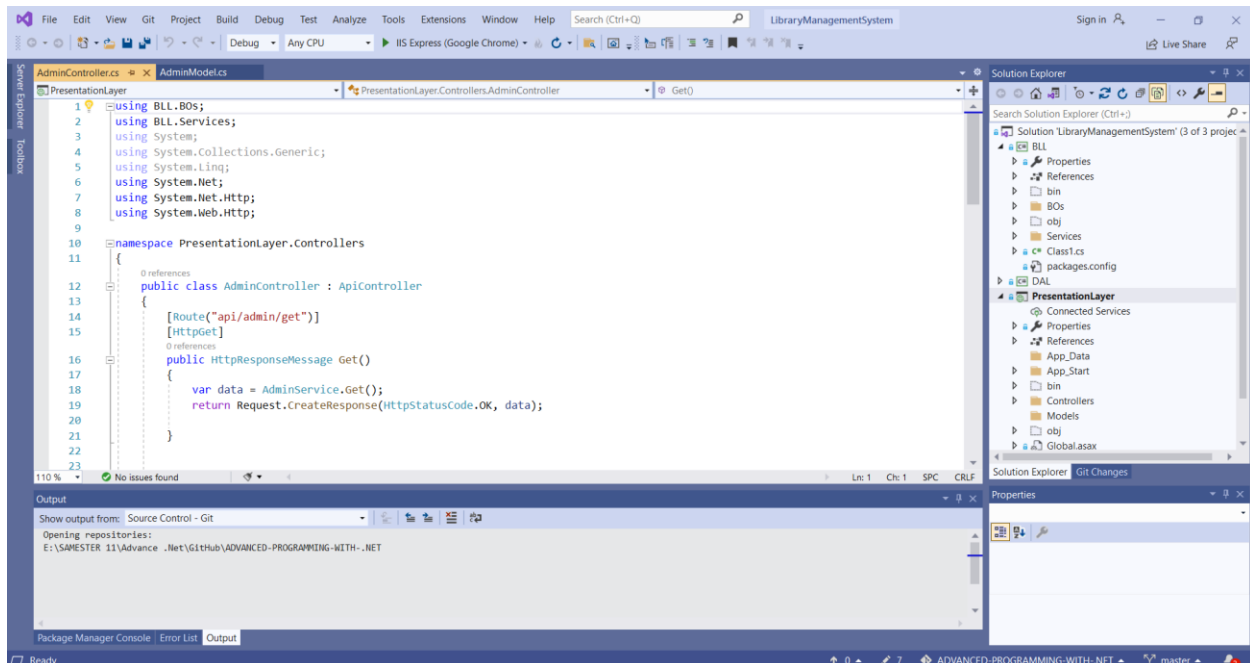 File Edit View Git Project Build Debug Test Analyze Tools Extensions Window Help Search (Ctrl+Q) LibraryManagementSystem Sign in
Debug Any CPU IIS Express (Google Chrome) Live Share
Server Explorer
Toolbox
AdminController.cs AdminModel.cs
PresentationLayer PresentationLayer.Controllers.AdminController Get()
1 using BLL.BOs;
2 using BLL.Services;
3 using System;
4 using System.Collections.Generic;
5 using System.Linq;
6 using System.Net;
7 using System.Net.Http;
8 using System.Web.Http;
9
10 namespace PresentationLayer.Controllers
11 {
0 references
12 public class AdminController : ApiController
13 {
14 [Route("api/admin/get")]
15 [HttpGet]
0 references
16 public HttpResponseMessage Get()
17 {
18 var data = AdminService.Get();
19 return Request.CreateResponse(HttpStatusCode.OK, data);
20
21 }
22
23
110 % No issues found Ln: 1 Ch: 1 SPC CRLF
Output
Show output from: Source Control - Git
Opening repositories:
E:\SAMESTER 11\Advance .Net\GitHub\ADVANCED-PROGRAMMING-WITH-.NET
Package Manager Console Error List Output
Solution Explorer
Search Solution Explorer (Ctrl+;)
Solution 'LibraryManagementSystem' (3 of 3 projec
C# BLL
Properties
References
bin
BOs
obj
Services
C# Class1.cs
packages.config
C# DAL
PresentationLayer
Connected Services
Properties
References
App_Data
App_Start
bin
Controllers
Models
obj
Global.asax
Solution Explorer Git Changes
Properties
Ready 0 7 ADVANCED-PROGRAMMING-WITH-.NET master